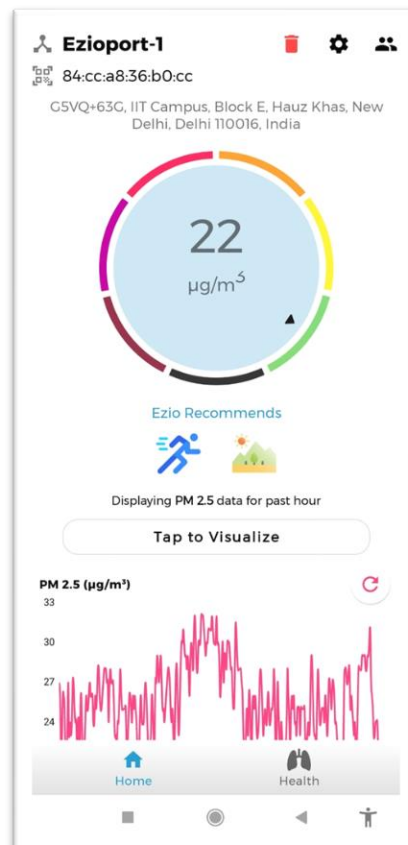 Ezioport-1
84:cc:a8:36:b0:cc
G5VQ+63G, IIT Campus, Block E, Hauz Khas, New
Delhi, Delhi 110016, India
22
µg/m³
Ezio Recommends
Displaying PM 2.5 data for past hour
Tap to Visualize
PM 2.5 (µg/m³)
33
30
27
24
Home
Health